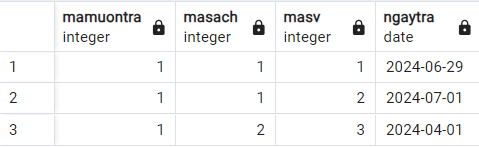 mamuontra masach masv ngaytra
integer integer integer date
1 1 1 1 2024-06-29
2 1 1 2 2024-07-01
3 1 2 3 2024-04-01